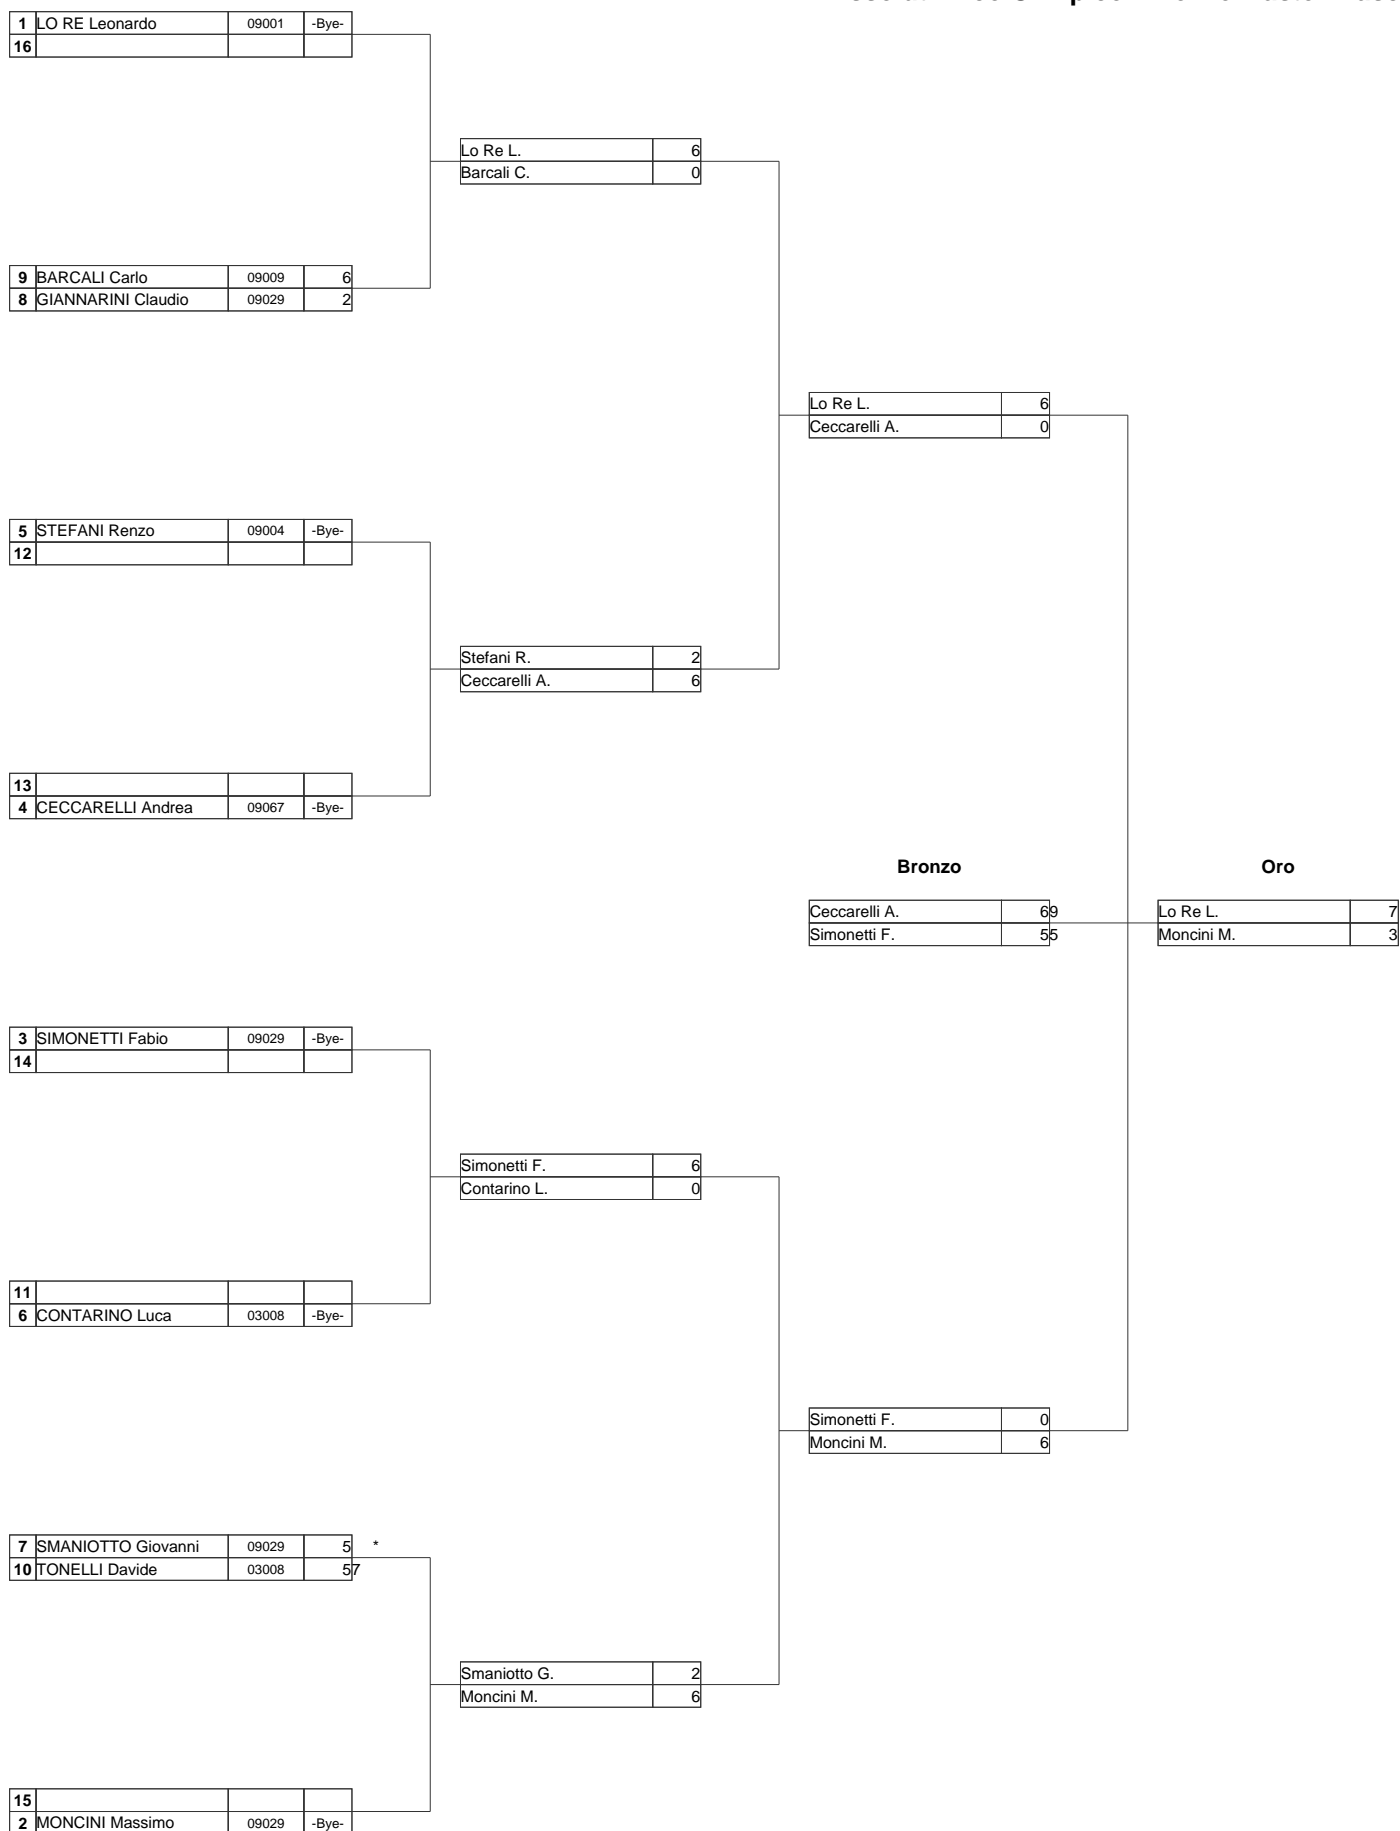 1 LO RE Leonardo 09001 -Bye-
16
Lo Re L. 6
Barcali C. 0
9 BARCALI Carlo 09009 6
8 GIANNARINI Claudio 09029 2
Lo Re L. 6
Ceccarelli A. 0
5 STEFANI Renzo 09004 -Bye-
12
Stefani R. 2
Ceccarelli A. 6
13
4 CECCARELLI Andrea 09067 -Bye-
Bronzo Oro
Ceccarelli A. 69 Lo Re L. 7
Simonetti F. 55 Moncini M. 3
3 SIMONETTI Fabio 09029 -Bye-
14
Simonetti F. 6
Contarino L. 0
11
6 CONTARINO Luca 03008 -Bye-
Simonetti F. 0
Moncini M. 6
7 SMANIOTTO Giovanni 09029 5 *
10 TONELLI Davide 03008 57
Smaniotto G. 2
Moncini M. 6
15
2 MONCINI Massimo 09029 -Bye-